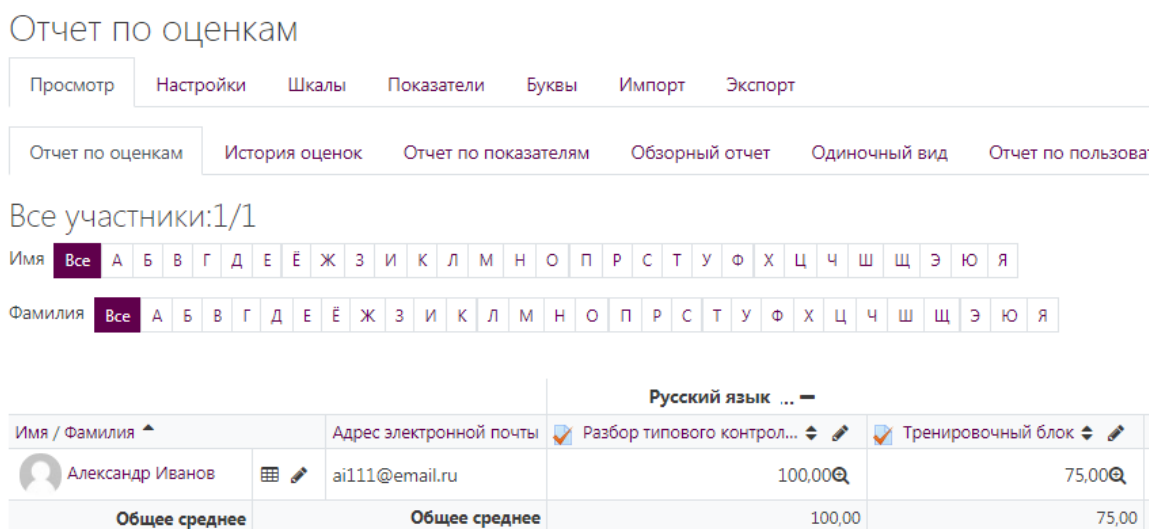 Отчет по оценкам
Просмотр Настройки Шкалы Показатели Буквы Импорт Экспорт
Отчет по оценкам История оценок Отчет по показателям Обзорный отчет Одиночный вид Отчет по пользоват
Все участники:1/1
Имя Все А Б В Г Д Е Ё Ж З И К Л М Н О П Р С Т У Ф Х Ц Ч Ш Щ Э Ю Я
Фамилия Все А Б В Г Д Е Ё Ж З И К Л М Н О П Р С Т У Ф Х Ц Ч Ш Щ Э Ю Я
Русский язык ...
Имя / Фамилия Адрес электронной почты Разбор типового контрол... Тренировочный блок
Александр Иванов ai111@email.ru 100,00 75,00
Общее среднее Общее среднее 100,00 75,00